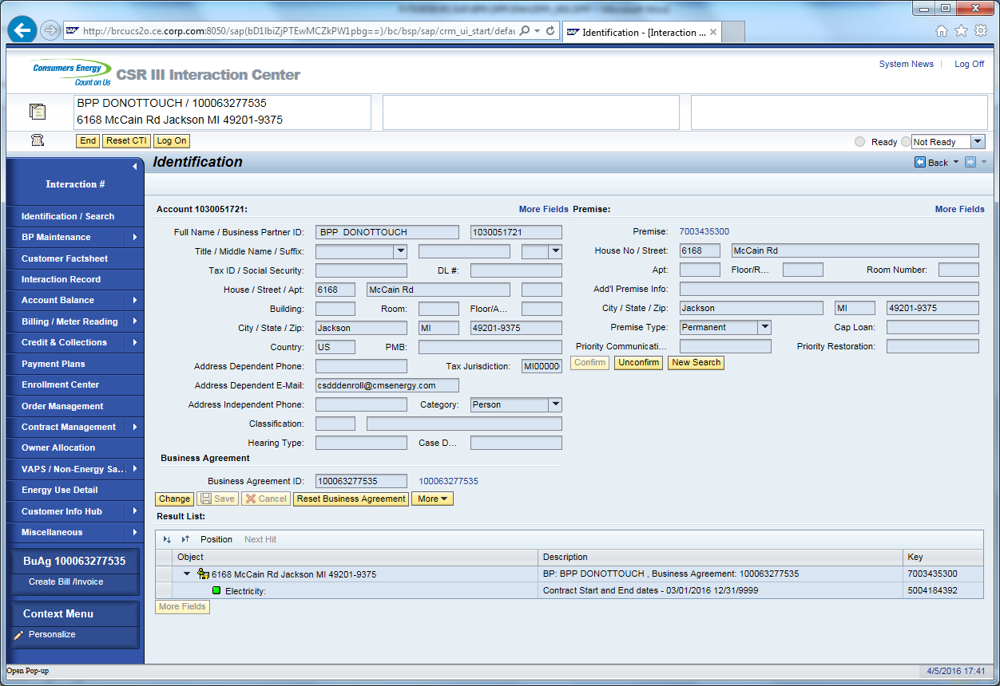 http://brcucs2o.ce.corp.com:8050/sap(bD1lbiZjPTEwMCZkPW1pbg==)/bc/bsp/sap/crm_ui_start/defau
SAP Identification - [Interaction ...
Consumers Energy
Count on Us
CSR III Interaction Center
System News
Log Off
BPP DONOTTOUCH / 100063277535
6168 McCain Rd Jackson MI 49201-9375
End Reset CTI Log On
Ready Not Ready
Identification
Back
Interaction #
Identification / Search
BP Maintenance
Customer Factsheet
Interaction Record
Account Balance
Billing / Meter Reading
Credit & Collections
Payment Plans
Enrollment Center
Order Management
Contract Management
Owner Allocation
VAPS / Non-Energy Sa...
Energy Use Detail
Customer Info Hub
Miscellaneous
BuAg 100063277535
Create Bill /Invoice
Context Menu
Personalize
Account 1030051721: More Fields
Full Name / Business Partner ID: BPP DONOTTOUCH 1030051721
Title / Middle Name / Suffix:
Tax ID / Social Security: DL #:
House / Street / Apt: 6168 McCain Rd
Building: Room: Floor/A...
City / State / Zip: Jackson MI 49201-9375
Country: US PMB:
Address Dependent Phone: Tax Jurisdiction: MI00000
Address Dependent E-Mail: csdddenroll@cmsenergy.com
Address Independent Phone: Category: Person
Classification:
Hearing Type: Case D...
Business Agreement
Business Agreement ID: 100063277535 100063277535
Change Save Cancel Reset Business Agreement More
Premise: More Fields
Premise: 7003435300
House No / Street: 6168 McCain Rd
Apt: Floor/R... Room Number:
Add'l Premise Info:
City / State / Zip: Jackson MI 49201-9375
Premise Type: Permanent Cap Loan:
Priority Communicati... Priority Restoration:
Confirm Unconfirm New Search
Result List:
Position Next Hit
Object Description Key
6168 McCain Rd Jackson MI 49201-9375 BP: BPP DONOTTOUCH , Business Agreement: 100063277535 7003435300
Electricity: Contract Start and End dates - 03/01/2016 12/31/9999 5004184392
More Fields
Open Pop-up
4/5/2016 17:41